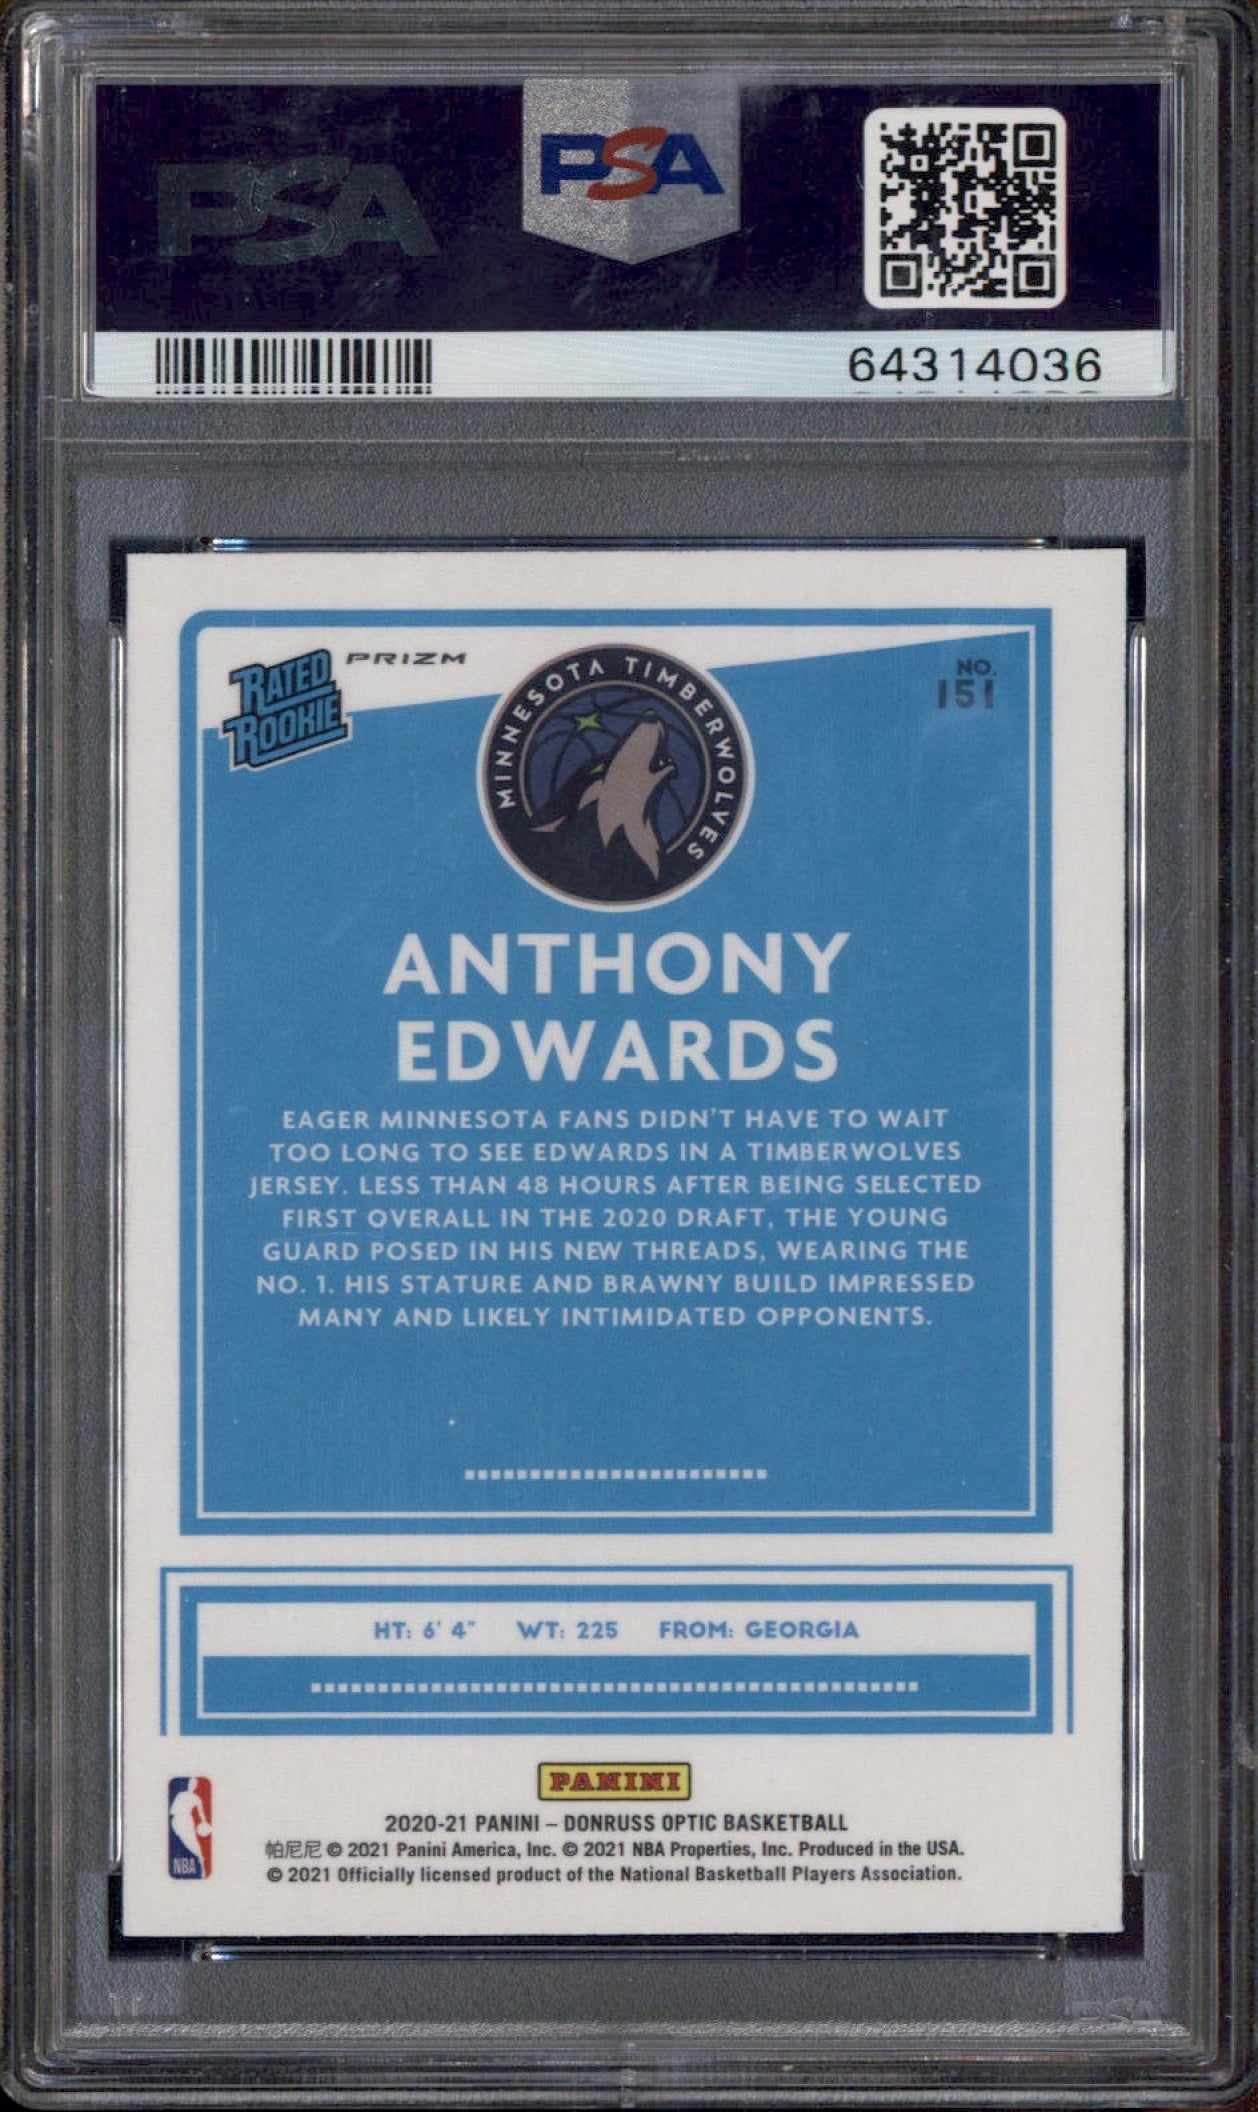 PSA
PSA
64314036
RATED
ROOKIE
PRIZM
MINNESOTA TIMBERWOLVES
NO.
151
ANTHONY
EDWARDS
EAGER MINNESOTA FANS DIDN'T HAVE TO WAIT
TOO LONG TO SEE EDWARDS IN A TIMBERWOLVES
JERSEY. LESS THAN 48 HOURS AFTER BEING SELECTED
FIRST OVERALL IN THE 2020 DRAFT, THE YOUNG
GUARD POSED IN HIS NEW THREADS, WEARING THE
NO. 1. HIS STATURE AND BRAWNY BUILD IMPRESSED
MANY AND LIKELY INTIMIDATED OPPONENTS.
HT: 6' 4" WT: 225 FROM: GEORGIA
PANINI
NBA
2020-21 PANINI – DONRUSS OPTIC BASKETBALL
帕尼尼 © 2021 Panini America, Inc. © 2021 NBA Properties, Inc. Produced in the USA.
© 2021 Officially licensed product of the National Basketball Players Association.
PSA